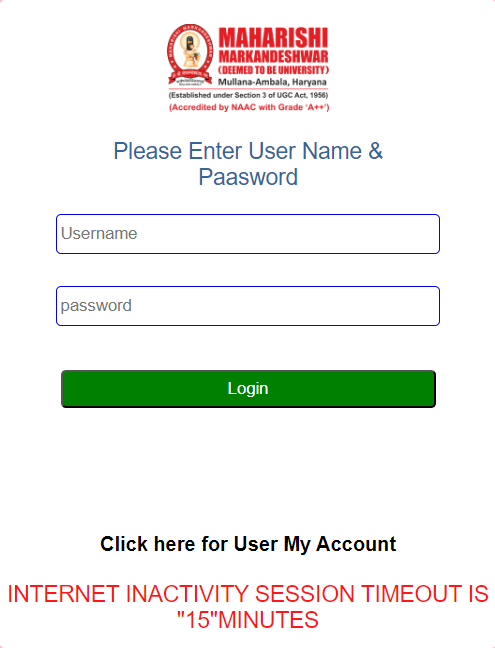 MAHARISHI
MARKANDESHWAR
(DEEMED TO BE UNIVERSITY)
Mullana-Ambala, Haryana
(Established under Section 3 of UGC Act, 1956)
(Accredited by NAAC with Grade ‘A++’)
Please Enter User Name &
Paasword
Username
password
Login
Click here for User My Account
INTERNET INACTIVITY SESSION TIMEOUT IS
"15"MINUTES